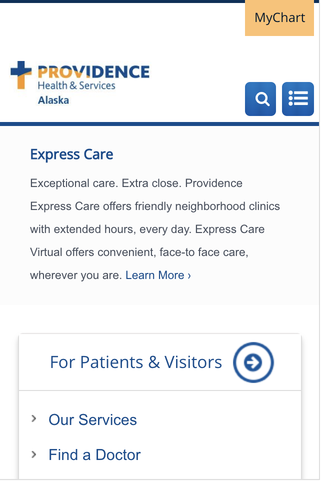 MyChart
PROVIDENCE
Health & Services
Alaska
Express Care
Exceptional care. Extra close. Providence
Express Care offers friendly neighborhood clinics
with extended hours, every day. Express Care
Virtual offers convenient, face-to face care,
wherever you are. Learn More ›
For Patients & Visitors
Our Services
Find a Doctor